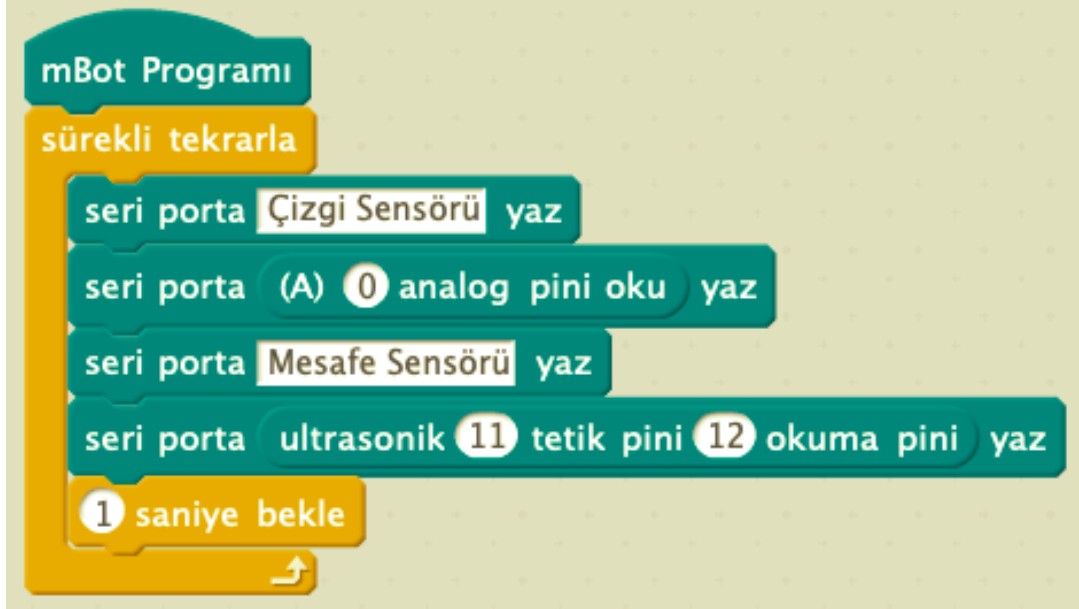 mBot Programı
sürekli tekrarla
seri porta Çizgi Sensörü yaz
seri porta (A) 0 analog pini oku yaz
seri porta Mesafe Sensörü yaz
seri porta ultrasonik 11 tetik pini 12 okuma pini yaz
1 saniye bekle